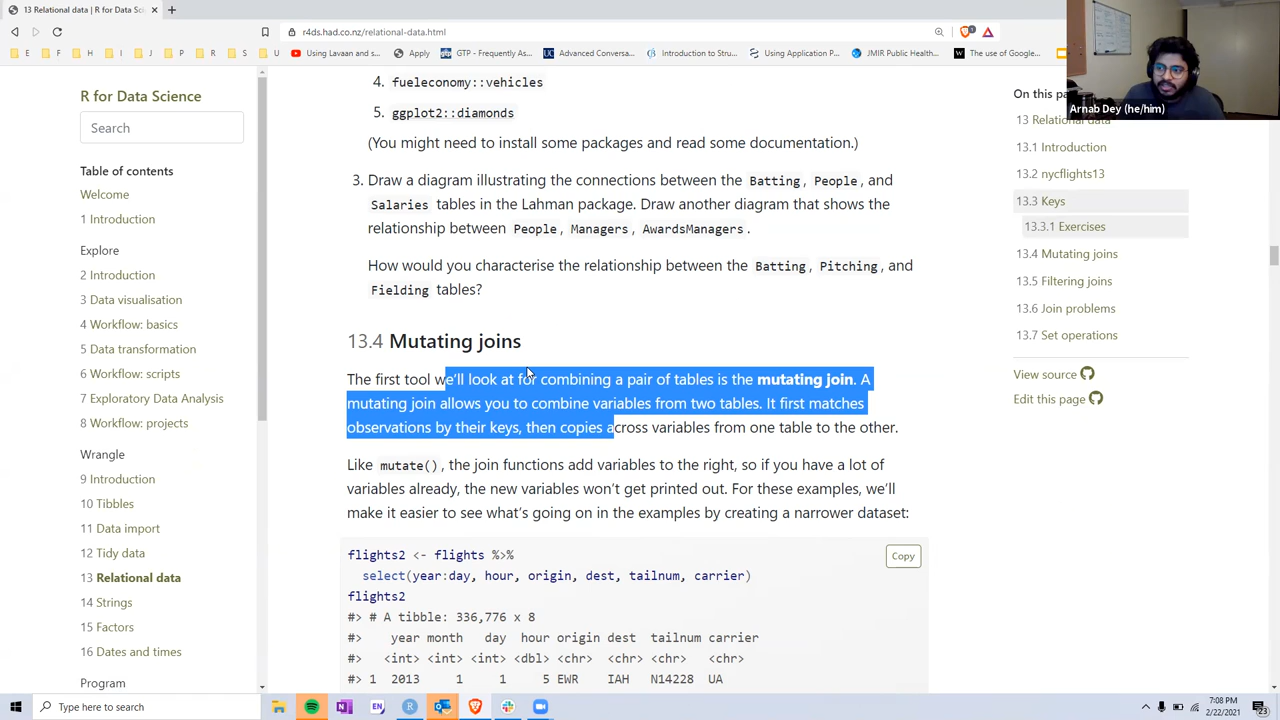 13 Relational data | R for Data Scie
r4ds.had.co.nz/relational-data.html
E
F
H
I
J
P
R
S
U
Using Lavaan and s...
Apply
GTP - Frequently As...
Advanced Conversa...
Introduction to Stru...
Using Application P...
JMIR Public Health...
The use of Google...
Arnab Dey (he/him)
R for Data Science
Search
Table of contents
Welcome
1 Introduction
Explore
2 Introduction
3 Data visualisation
4 Workflow: basics
5 Data transformation
6 Workflow: scripts
7 Exploratory Data Analysis
8 Workflow: projects
Wrangle
9 Introduction
10 Tibbles
11 Data import
12 Tidy data
13 Relational data
14 Strings
15 Factors
16 Dates and times
Program
4. fueleconomy::vehicles
5. ggplot2::diamonds
(You might need to install some packages and read some documentation.)
3. Draw a diagram illustrating the connections between the Batting, People, and
Salaries tables in the Lahman package. Draw another diagram that shows the
relationship between People, Managers, AwardsManagers.
How would you characterise the relationship between the Batting, Pitching, and
Fielding tables?
13.4 Mutating joins
The first tool we'll look at for combining a pair of tables is the mutating join. A
mutating join allows you to combine variables from two tables. It first matches
observations by their keys, then copies across variables from one table to the other.
Like mutate(), the join functions add variables to the right, so if you have a lot of
variables already, the new variables won't get printed out. For these examples, we'll
make it easier to see what's going on in the examples by creating a narrower dataset:
Copy
flights2 <- flights %>%
select(year:day, hour, origin, dest, tailnum, carrier)
flights2
#> # A tibble: 336,776 x 8
#> year month day hour origin dest tailnum carrier
#> <int> <int> <int> <dbl> <chr> <chr> <chr> <chr>
#> 1 2013 1 1 5 EWR IAH N14228 UA
On this pa
13 Relational data
13.1 Introduction
13.2 nycflights13
13.3 Keys
13.3.1 Exercises
13.4 Mutating joins
13.5 Filtering joins
13.6 Join problems
13.7 Set operations
View source
Edit this page
Type here to search
7:08 PM
2/22/2021
23